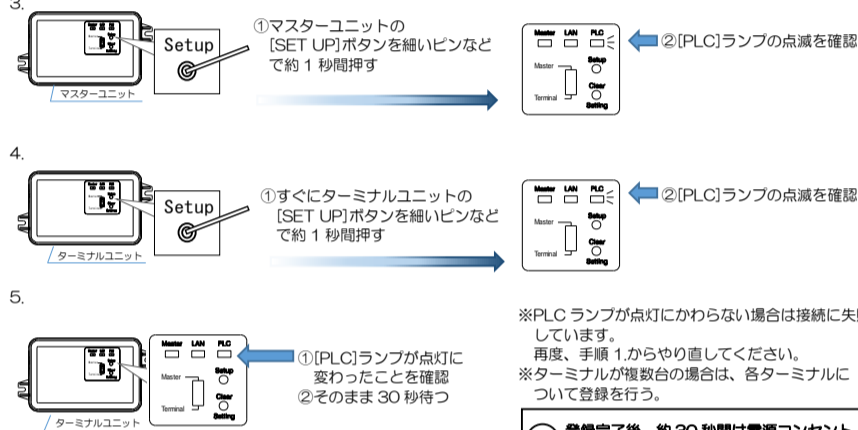 3.
Setup
マスターユニット
①マスターユニットの
[SET UP]ボタンを細いピンなど
で約 1 秒間押す
Master LAN PLC
Master
Setup
Clear
Terminal
Setting
②[PLC]ランプの点滅を確認
4.
Setup
ターミナルユニット
①すぐにターミナルユニットの
[SET UP]ボタンを細いピンなど
で約 1 秒間押す
Master LAN PLC
Master
Setup
Clear
Terminal
Setting
②[PLC]ランプの点滅を確認
5.
ターミナルユニット
Master LAN PLC
Master
Setup
Clear
Terminal
Setting
①[PLC]ランプが点灯に
変わったことを確認
②そのまま 30 秒待つ
※PLC ランプが点灯にかわらない場合は接続に失
しています。
再度、手順 1.からやり直してください。
※ターミナルが複数台の場合は、各ターミナルに
ついて登録を行う。
登録完了後、約 30 秒間は電源コンセント